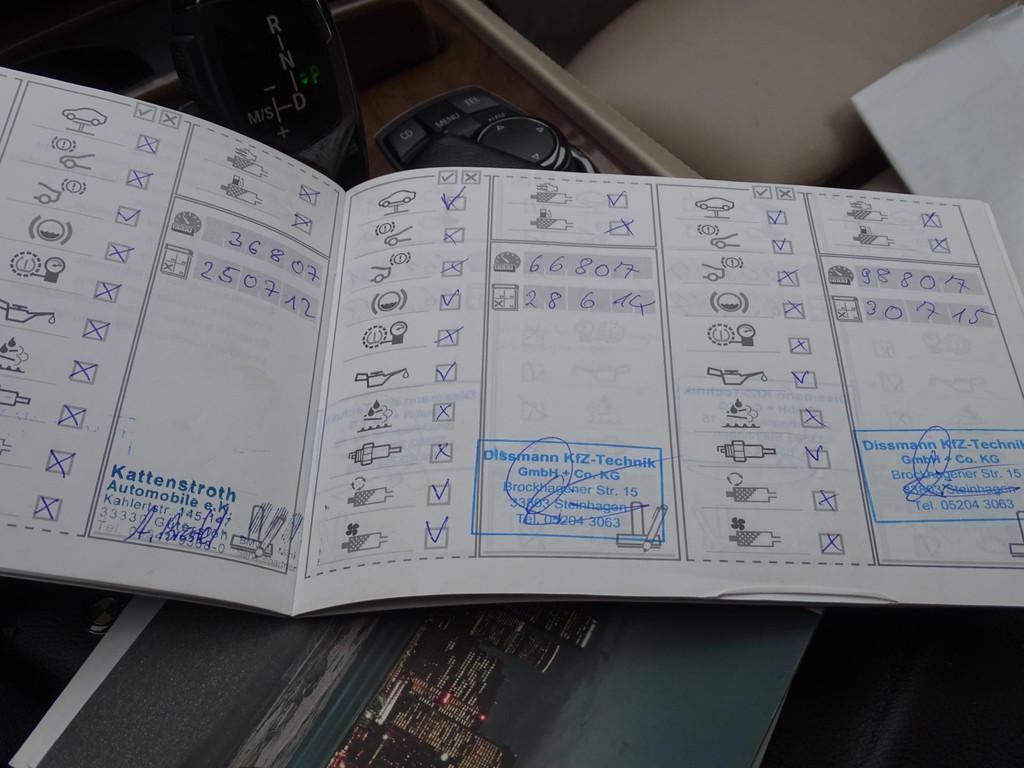 R
N
P
M/S D
+
CD
MENU
TEL
36807
250712
Kattenstroth
Automobile e.K.
66807
28 6 14
Dissmann KfZ-Technik
GmbH + Co. KG
Brockhagener Str. 15
33803 Steinhagen
Tel. 05204 3063
98807
30 7 15
Dissmann KfZ-Technik
GmbH + Co. KG
Brockhagener Str. 15
33803 Steinhagen
Tel. 05204 3063